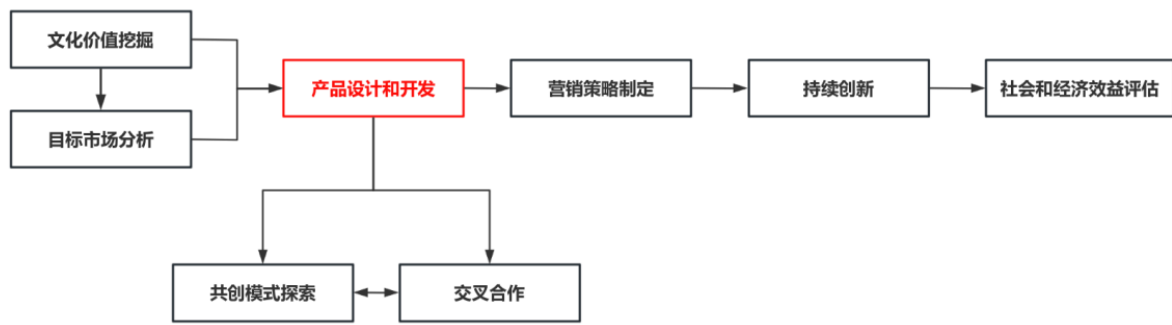 文化价值挖掘
目标市场分析
产品设计和开发
营销策略制定
持续创新
社会和经济效益评估
共创模式探索
交叉合作